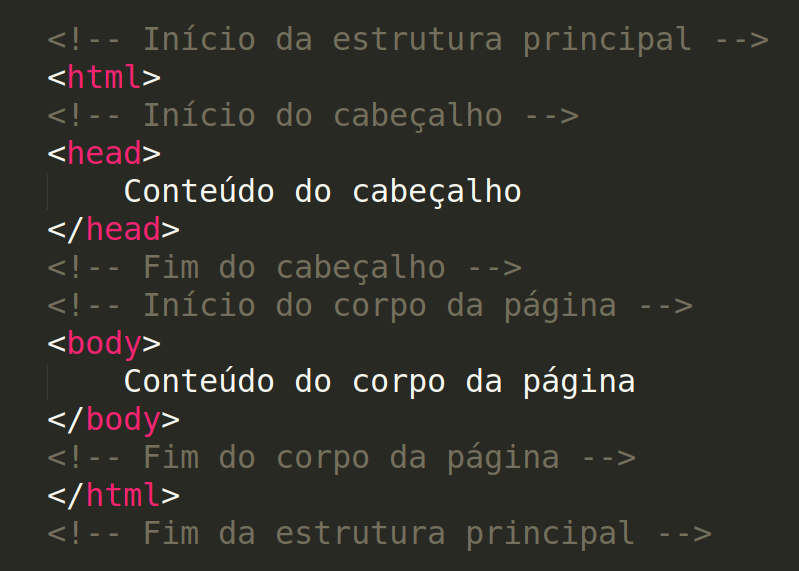 <!-- Início da estrutura principal -->
<html>
<!-- Início do cabeçalho -->
<head>
    Conteúdo do cabeçalho
</head>
<!-- Fim do cabeçalho -->
<!-- Início do corpo da página -->
<body>
    Conteúdo do corpo da página
</body>
<!-- Fim do corpo da página -->
</html>
<!-- Fim da estrutura principal -->